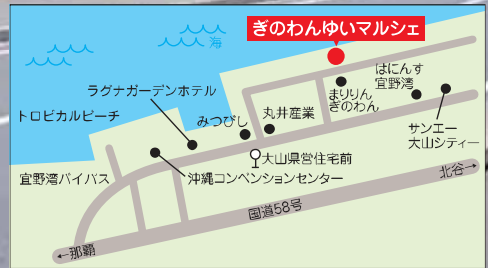 ぎのわんゆいマルシェ
海
はにんす
宜野湾
まりりん
ぎのわん
ラグナガーデンホテル
丸井産業
みつびし
トロピカルビーチ
サンエー
大山シティー
大山県営住宅前
宜野湾バイパス
沖縄コンベンションセンター
北谷→
国道58号
←那覇